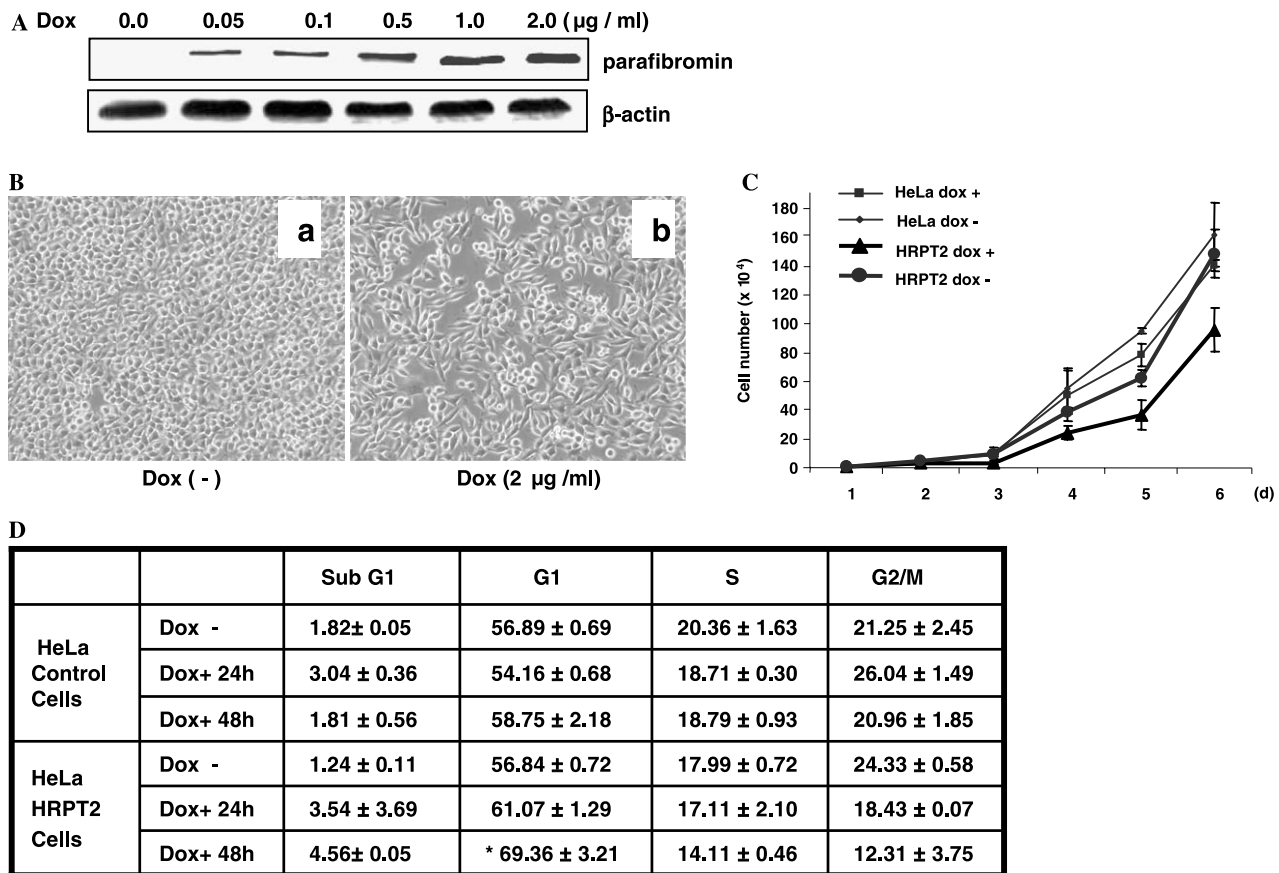 A Dox 0.0 0.05 0.1 0.5 1.0 2.0 (µg / ml)
parafibromin
β-actin
B
a
b
Dox ( - )
Dox (2 µg /ml)
C
HeLa dox +
HeLa dox -
HRPT2 dox +
HRPT2 dox -
Cell number (x 10⁴)
180
160
140
120
100
80
60
40
20
0
1 2 3 4 5 6 (d)
D
Sub G1 G1 S G2/M
HeLa Control Cells
Dox - 1.82± 0.05 56.89 ± 0.69 20.36 ± 1.63 21.25 ± 2.45
Dox+ 24h 3.04 ± 0.36 54.16 ± 0.68 18.71 ± 0.30 26.04 ± 1.49
Dox+ 48h 1.81 ± 0.56 58.75 ± 2.18 18.79 ± 0.93 20.96 ± 1.85
HeLa HRPT2 Cells
Dox - 1.24 ± 0.11 56.84 ± 0.72 17.99 ± 0.72 24.33 ± 0.58
Dox+ 24h 3.54 ± 3.69 61.07 ± 1.29 17.11 ± 2.10 18.43 ± 0.07
Dox+ 48h 4.56± 0.05 * 69.36 ± 3.21 14.11 ± 0.46 12.31 ± 3.75